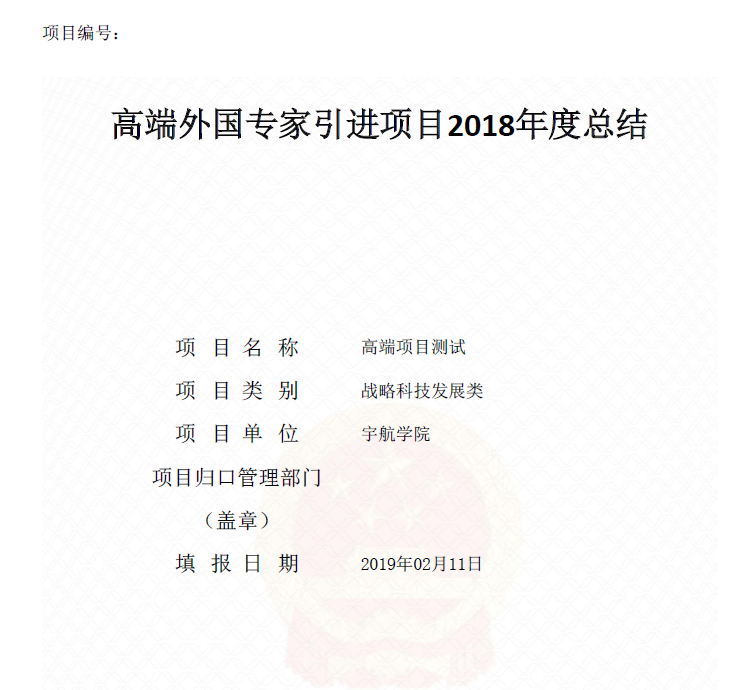 项目编号：
高端外国专家引进项目2018年度总结
项目名称 高端项目测试
项目类别 战略科技发展类
项目单位 宇航学院
项目归口管理部门
（盖章）
填报日期 2019年02月11日